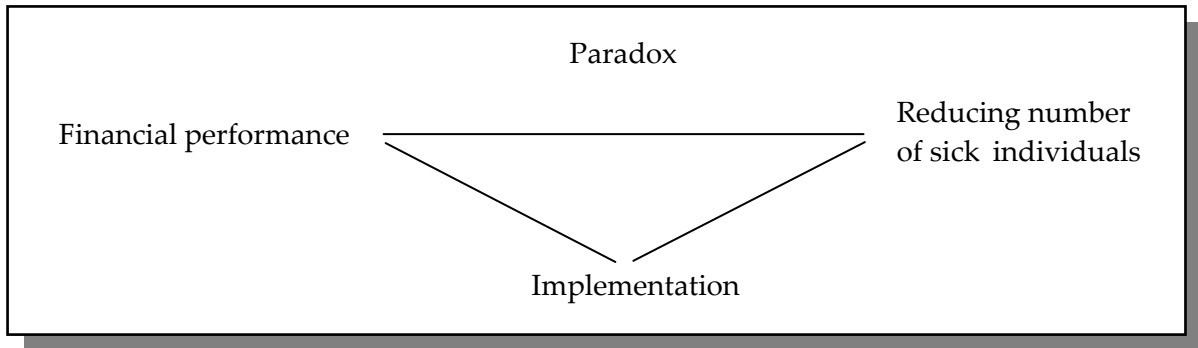 Paradox
Financial performance
Reducing number
of sick individuals
Implementation